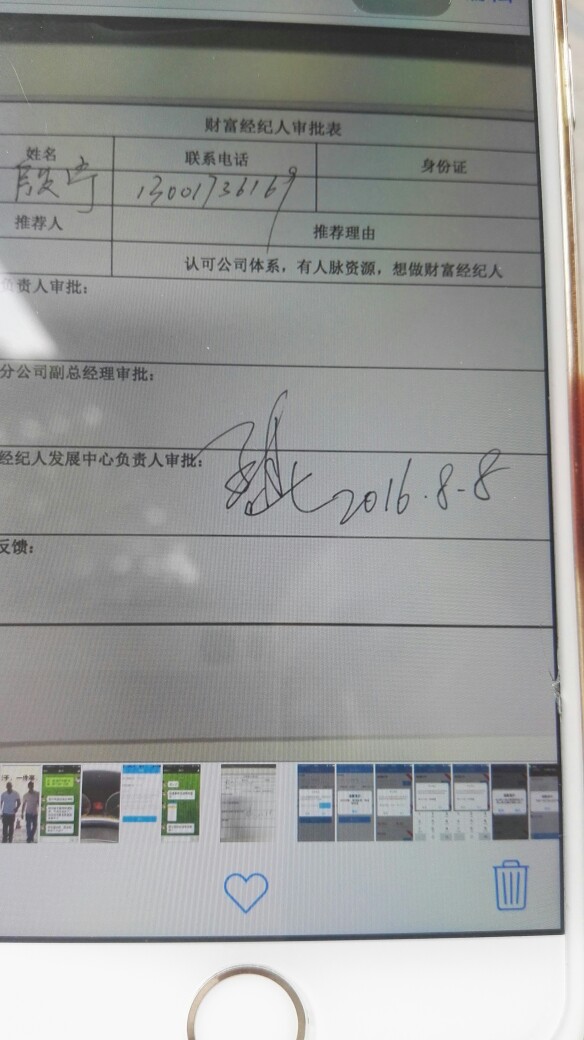 财富经纪人审批表
姓名 联系电话 身份证
段宁 13001736169
推荐人 推荐理由
认可公司体系，有人脉资源，想做财富经纪人
负责人审批：
分公司副总经理审批：
经纪人发展中心负责人审批：
2016.8-8
反馈：